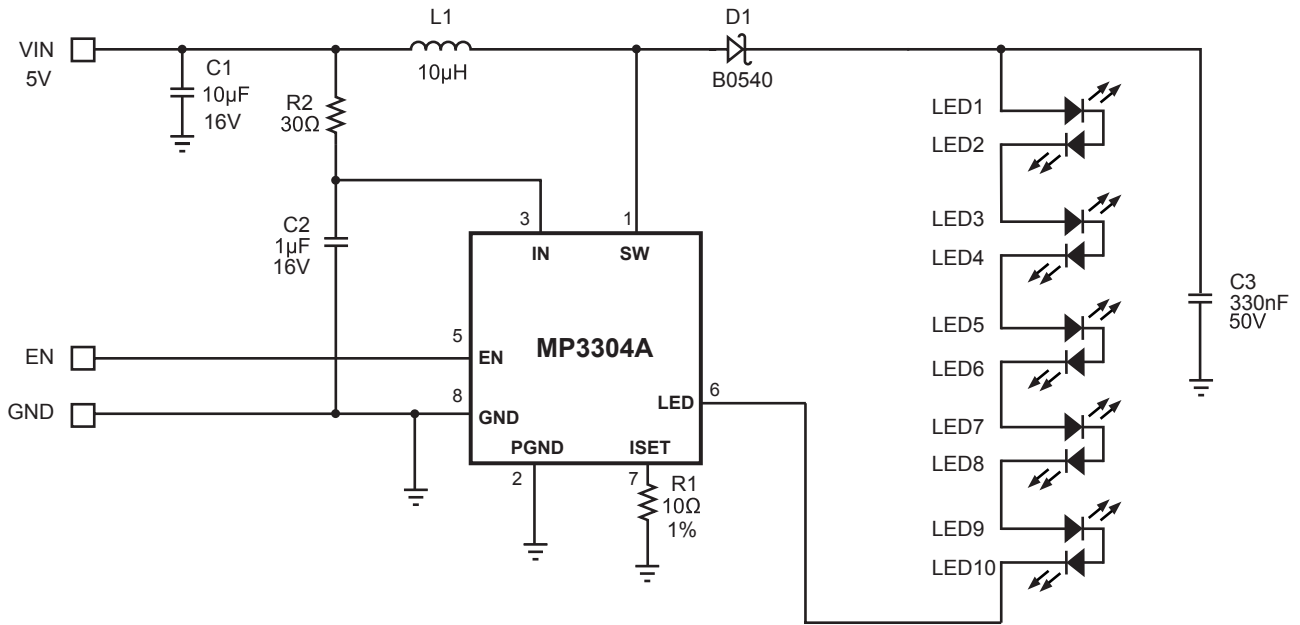 L1
D1
VIN
5V
C1
10µF
16V
10µH
B0540
R2
30Ω
LED1
LED2
C2
1µF
16V
3
1
IN
SW
LED3
LED4
C3
330nF
50V
LED5
LED6
EN
5
EN
MP3304A
GND
8
GND
LED
6
LED7
LED8
PGND
ISET
2
7
R1
10Ω
1%
LED9
LED10